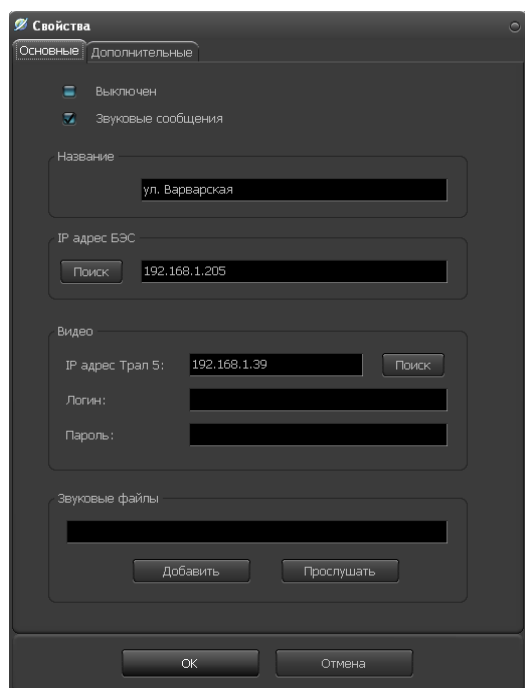 Свойства
Основные Дополнительные
Выключен
Звуковые сообщения
Название
ул. Варварская
IP адрес БЭС
Поиск 192.168.1.205
Видео
IP адрес Трал 5: 192.168.1.39 Поиск
Логин:
Пароль:
Звуковые файлы
Добавить Прослушать
OK Отмена